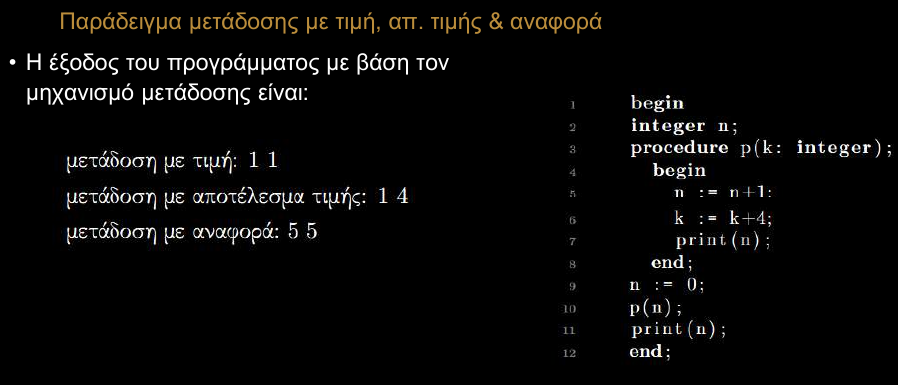 Παράδειγμα μετάδοσης με τιμή, απ. τιμής & αναφορά
• Η έξοδος του προγράμματος με βάση τον
μηχανισμό μετάδοσης είναι:
μετάδοση με τιμή: 1 1
μετάδοση με αποτέλεσμα τιμής: 1 4
μετάδοση με αναφορά: 5 5
1 begin
2 integer n;
3 procedure p(k: integer);
4 begin
5 n := n+1:
6 k := k+4;
7 print(n);
8 end;
9 n := 0;
10 p(n);
11 print(n);
12 end;